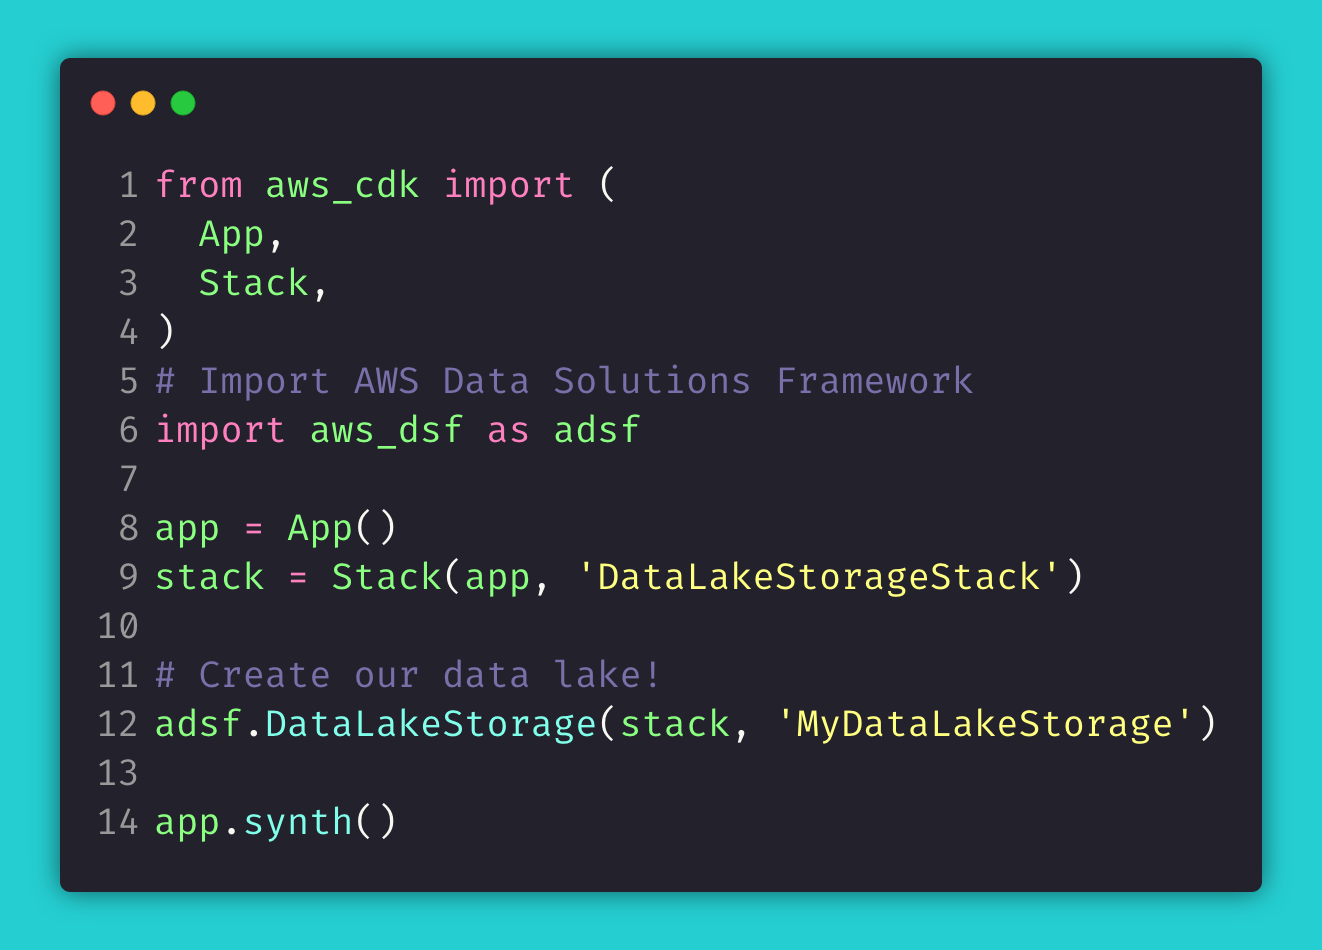 1 from aws_cdk import (
2   App,
3   Stack,
4 )
5 # Import AWS Data Solutions Framework
6 import aws_dsf as adsf
7
8 app = App()
9 stack = Stack(app, 'DataLakeStorageStack')
10
11 # Create our data lake!
12 adsf.DataLakeStorage(stack, 'MyDataLakeStorage')
13
14 app.synth()